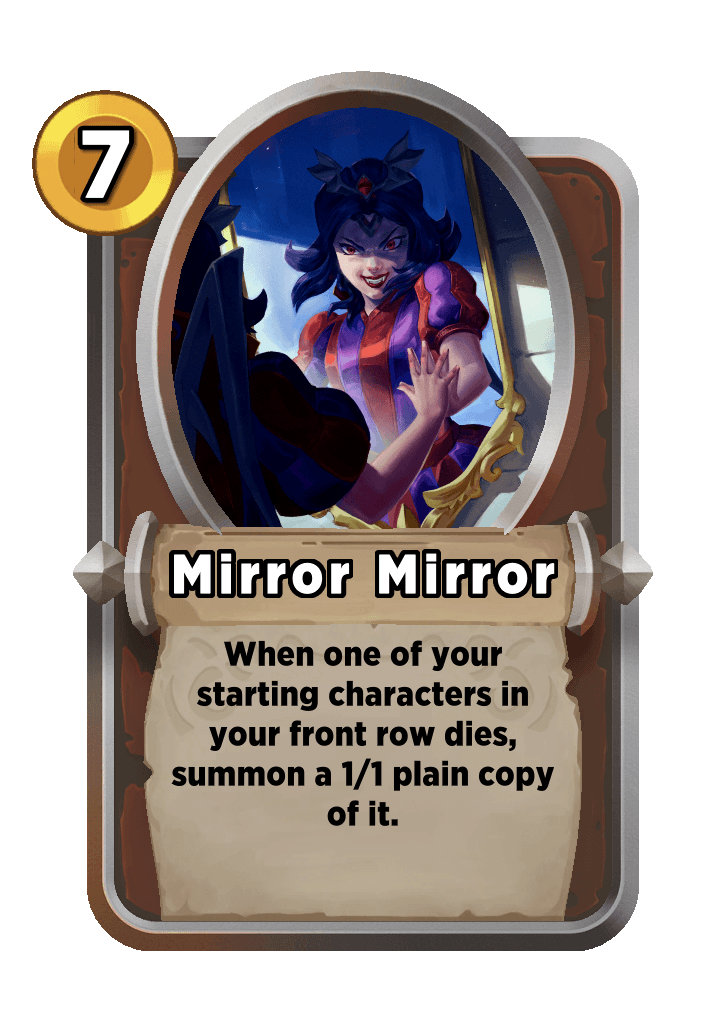 7
Mirror Mirror
When one of your
starting characters in
your front row dies,
summon a 1/1 plain copy
of it.